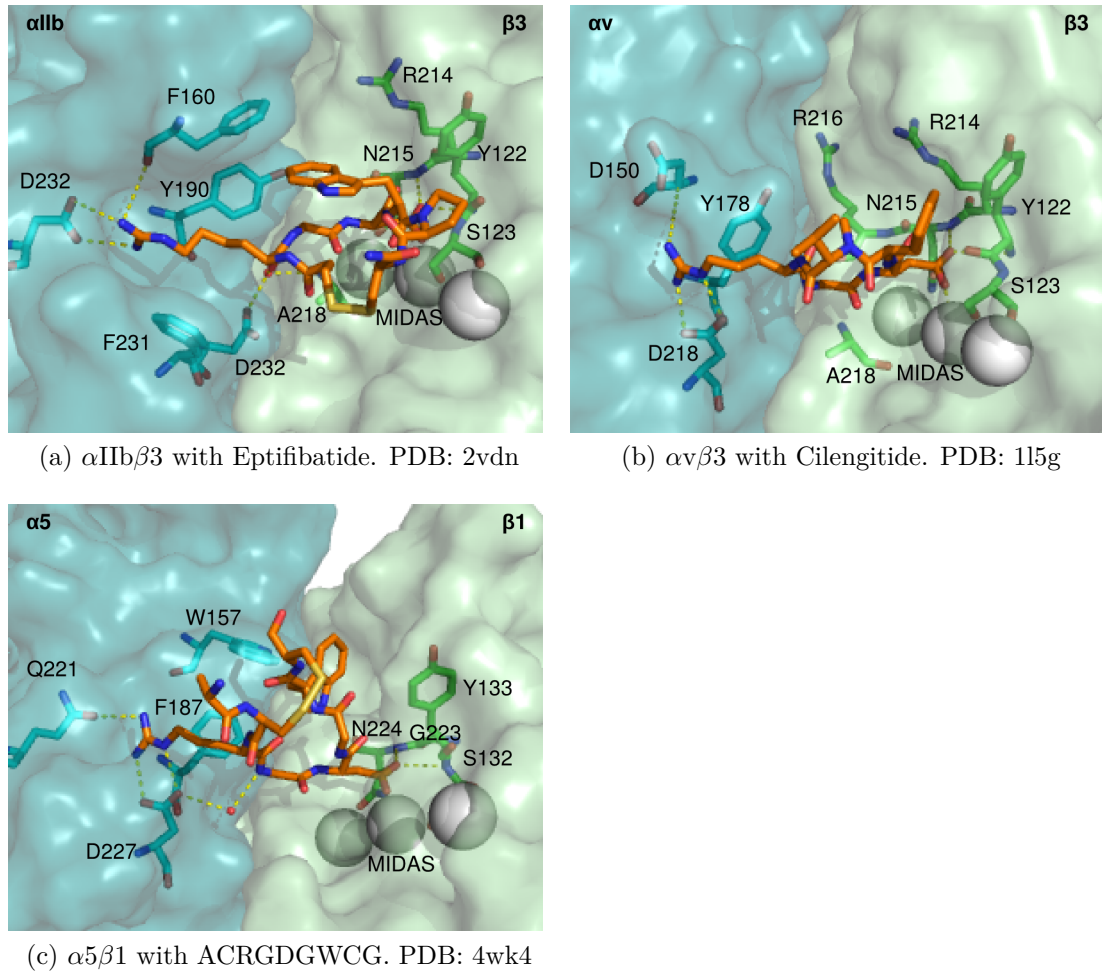 αIIb
β3
F160
R214
N215
Y122
D232
Y190
S123
A218
MIDAS
F231
D232
(a) αIIbβ3 with Eptifibatide. PDB: 2vdn
αv
β3
R216
R214
D150
Y178
N215
Y122
S123
D218
A218
MIDAS
(b) αvβ3 with Cilengitide. PDB: 1l5g
α5
β1
W157
Q221
F187
Y133
N224
G223
S132
D227
MIDAS
(c) α5β1 with ACRGDGWCG. PDB: 4wk4